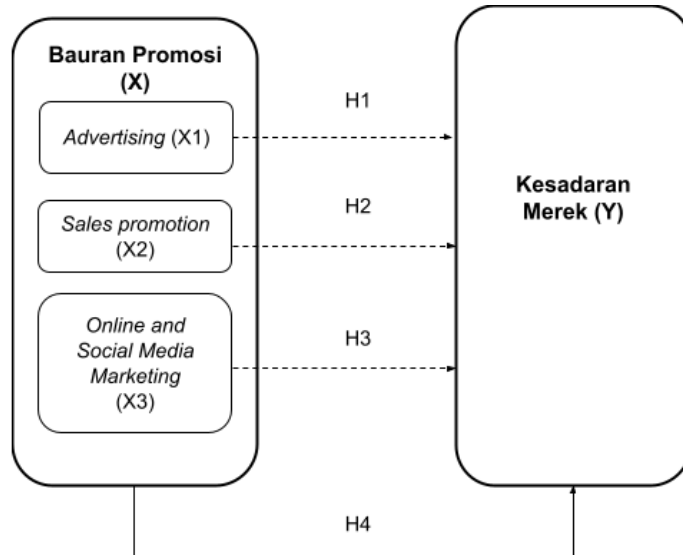 Bauran Promosi
(X)
Advertising (X1)
Sales promotion
(X2)
Online and
Social Media
Marketing
(X3)
H1
H2
H3
H4
Kesadaran
Merek (Y)